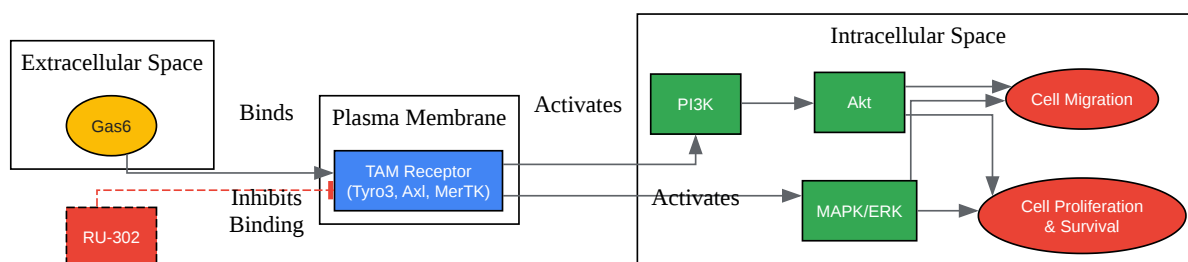 Extracellular Space
Gas6
Binds
RU-302
Inhibits
Binding
Plasma Membrane
TAM Receptor
(Tyro3, Axl, MerTK)
Activates
Activates
Intracellular Space
PI3K
Akt
MAPK/ERK
Cell Migration
Cell Proliferation
& Survival